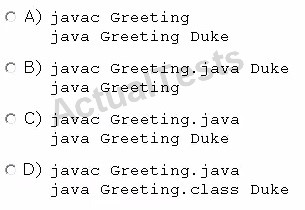 A) javac Greeting
java Greeting Duke
B) javac Greeting.java Duke
java Greeting
C) javac Greeting.java
java Greeting Duke
D) javac Greeting.java
java Greeting.class Duke
ActualTests